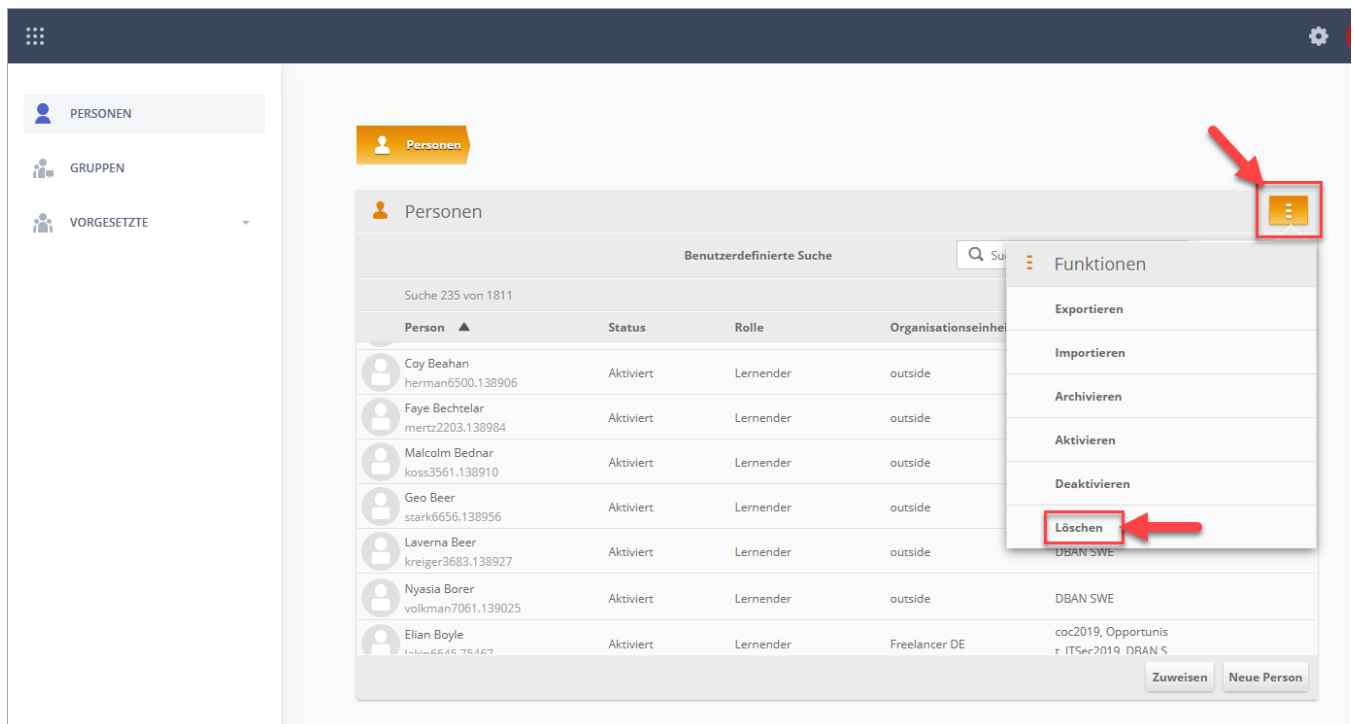 PERSONEN
GRUPPEN
VORGESETZTE
Personen
Personen
Benutzerdefinierte Suche
Suche 235 von 1811
Person Status Rolle
Coy Beahan
herman6500.138906
Aktiviert Lernender outside
Faye Bechtelar
mertz2203.138984
Aktiviert Lernender outside
Malcolm Bednar
koss3561.138910
Aktiviert Lernender outside
Geo Beer
stark6656.138956
Aktiviert Lernender outside
Laverna Beer
kreiger3683.138927
Aktiviert Lernender outside DBAN SWE
Nyasia Borer
volkman7061.139025
Aktiviert Lernender outside DBAN SWE
Elian Boyle
Aktiviert Lernender Freelancer DE
coc2019, Opportunis
t, ITSec2019, DBAN S
Funktionen
Exportieren
Importieren
Archivieren
Aktivieren
Deaktivieren
Löschen
Zuweisen Neue Person